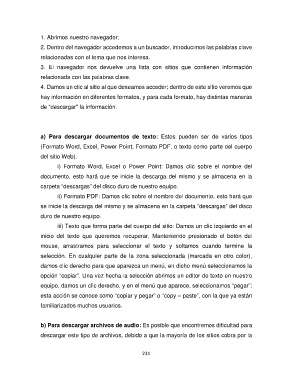 1. Abrimos nuestro navegador;
2. Dentro del navegador accedemos a un buscador, introducimos las palabras clave
relacionadas con el tema que nos interesa.
3. El navegador nos devuelve una lista con sitios que contienen información
relacionada con las palabras clave.
4. Damos un clic al sitio al que deseamos acceder; dentro de este sitio veremos que
hay información en diferentes formatos, y para cada formato, hay distintas maneras
de "descargar" la información.
a) Para descargar documentos de texto: Estos pueden ser de varios tipos
(Formato Word, Excel, Power Point, Formato PDF, o texto como parte del cuerpo
del sitio Web).
i) Formato Word, Excel o Power Point: Damos clic sobre el nombre del
documento, esto hará que se inicie la descarga del mismo y se almacena en la
carpeta "descargas" del disco duro de nuestro equipo.
ii) Formato PDF: Damos clic sobre el nombre del documento, esto hará que
se inicie la descarga del mismo y se almacena en la carpeta "descargas" del disco
duro de nuestro equipo.
iii) Texto que forma parte del cuerpo del sitio: Damos un clic izquierdo en el
inicio del texto que queremos recuperar. Manteniendo presionado el botón del
mouse, arrastramos para seleccionar el texto y soltamos cuando termine la
selección. En cualquier parte de la zona seleccionada (marcada en otro color),
damos clic derecho para que aparezca un menú, en dicho menú seleccionamos la
opción "copiar". Una vez hecha la selección abrimos un editor de texto en nuestro
equipo, damos un clic derecho, y en el menú que aparece, seleccionamos "pegar";
esta acción se conoce como "copiar y pegar" o "copy – paste", con la que ya están
familiarizados muchos usuarios.
b) Para descargar archivos de audio: Es posible que encontremos dificultad para
descargar este tipo de archivos, debido a que la mayoría de los sitios cobra por la
231